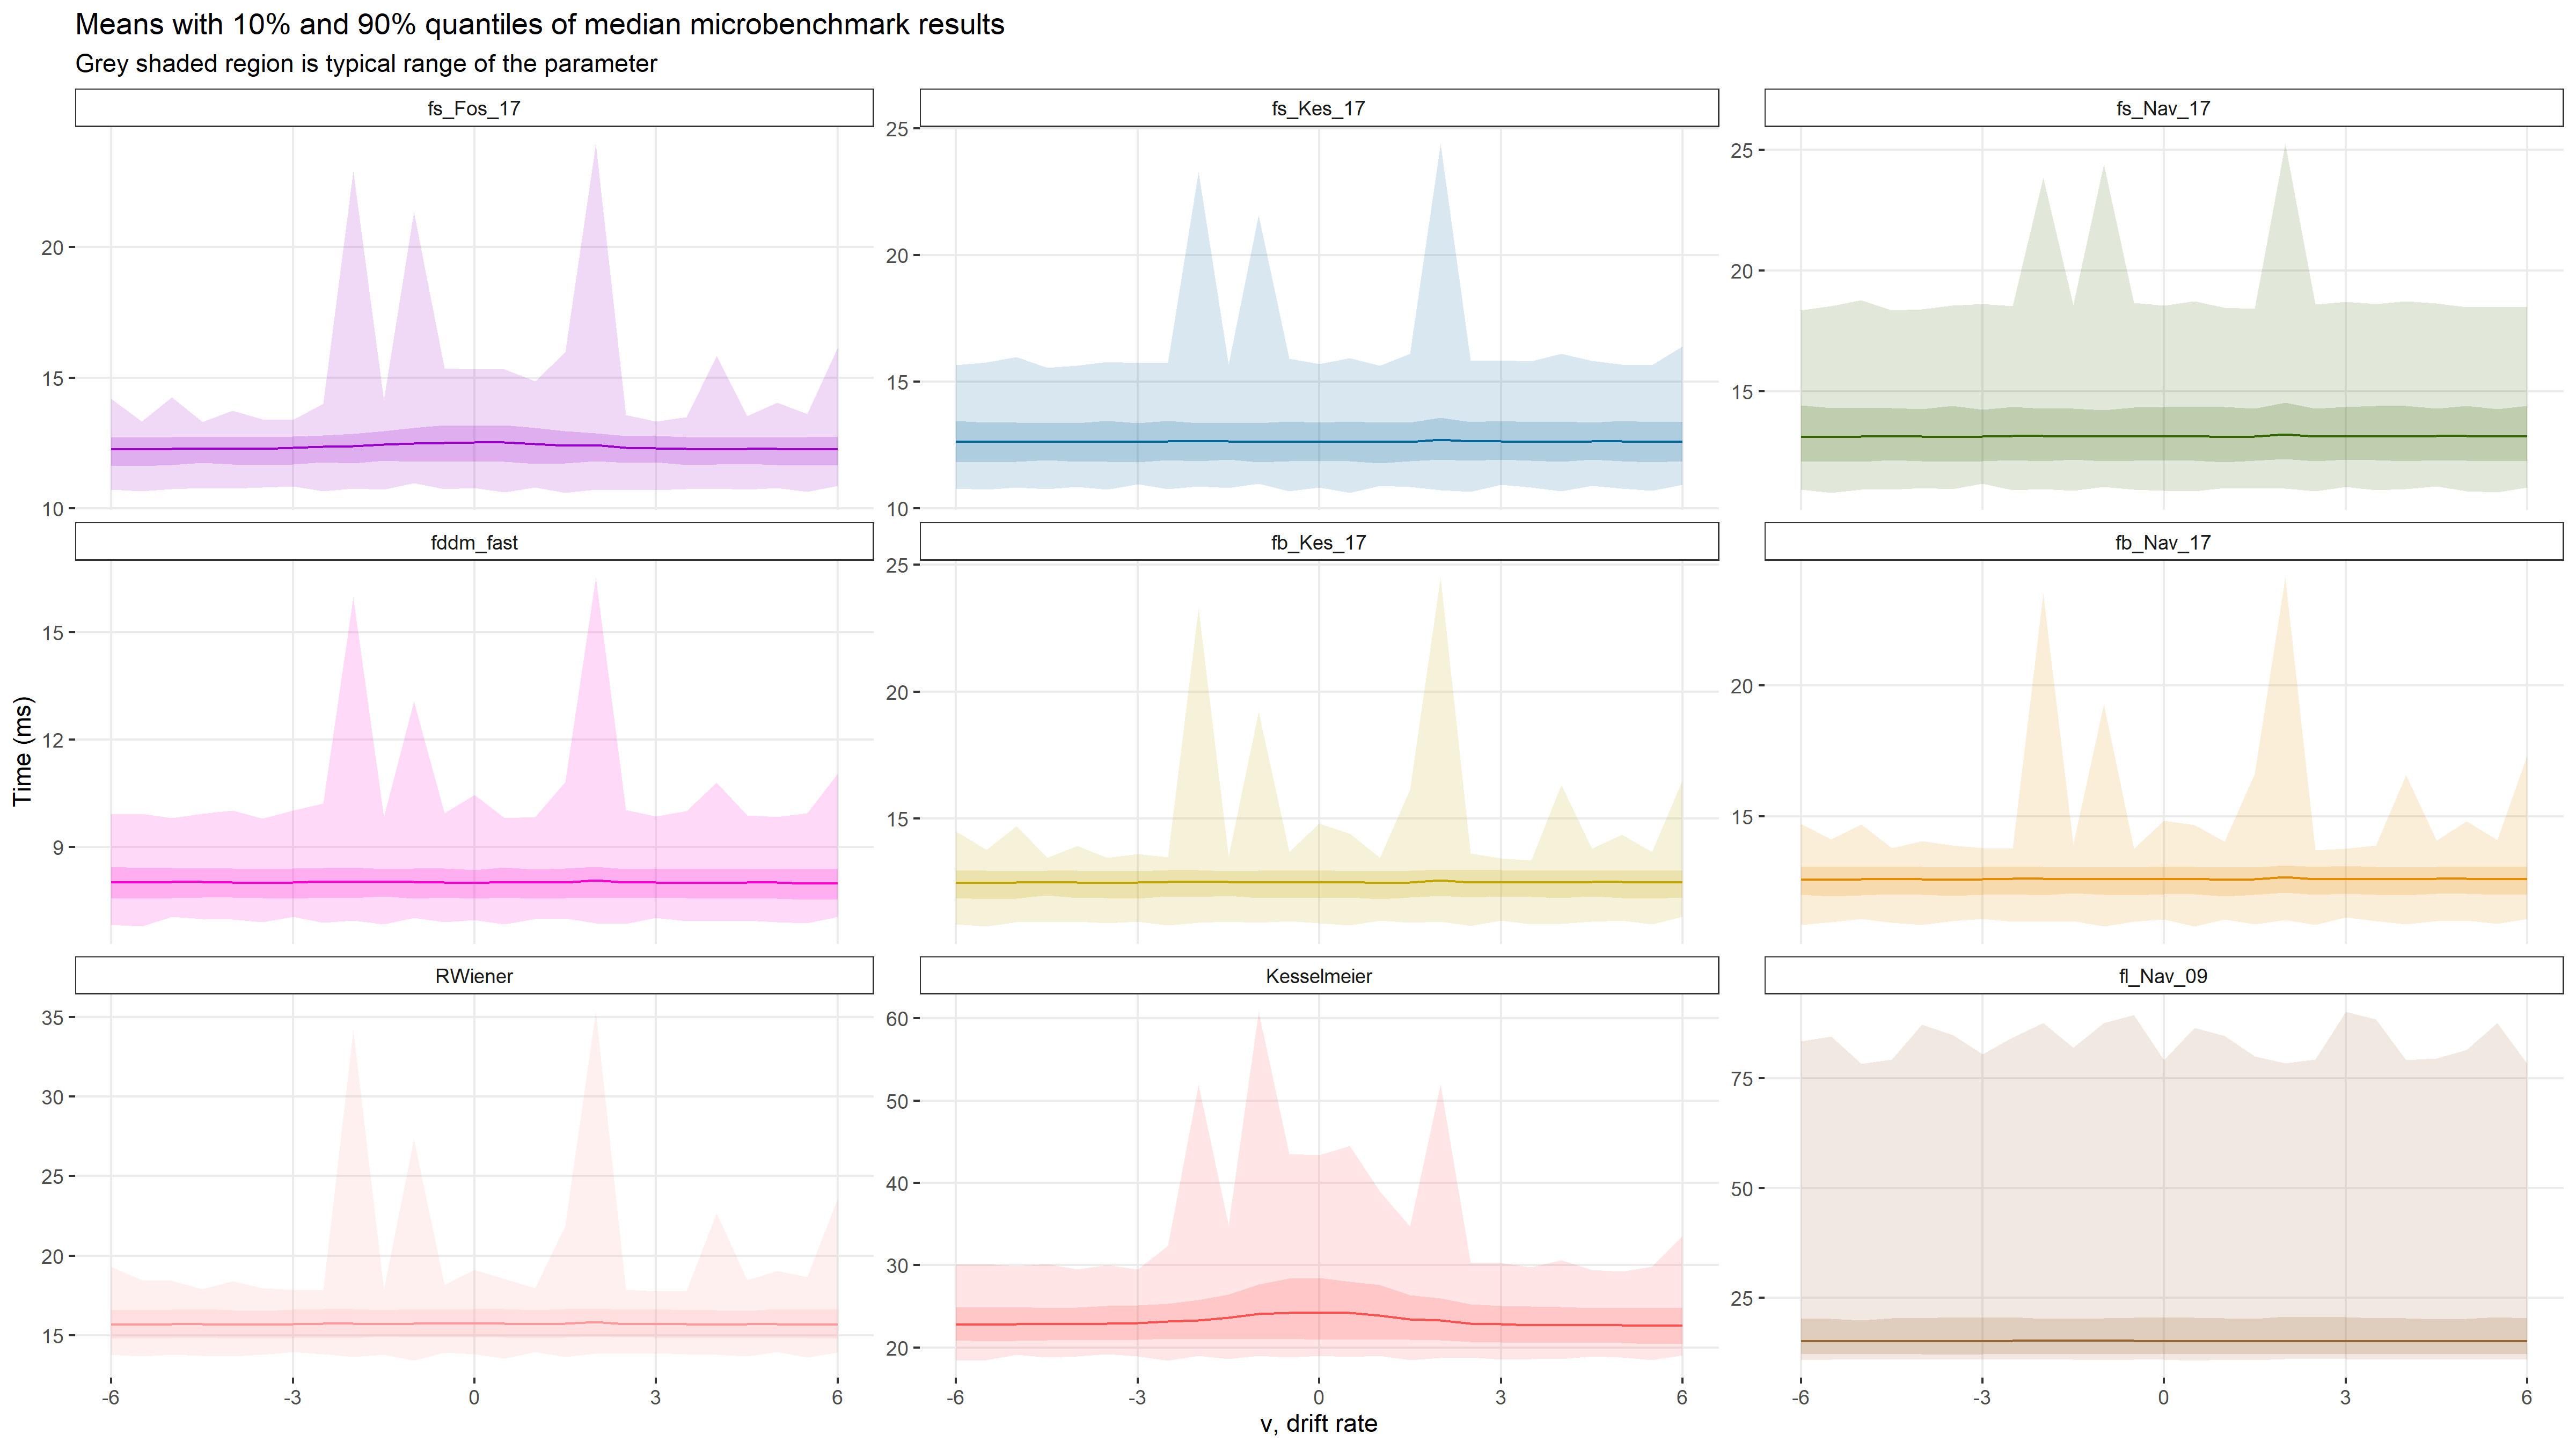 Means with 10% and 90% quantiles of median microbenchmark results
Grey shaded region is typical range of the parameter
fs_Fos_17
fs_Kes_17
fs_Nav_17
20
15
10
25
20
15
10
25
20
15
fddm_fast
fb_Kes_17
fb_Nav_17
15
12
9
25
20
15
20
15
Time (ms)
RWiener
Kesselmeier
fl_Nav_09
35
30
25
20
15
60
50
40
30
20
75
50
25
-6 -3 0 3 6
-6 -3 0 3 6
-6 -3 0 3 6
v, drift rate